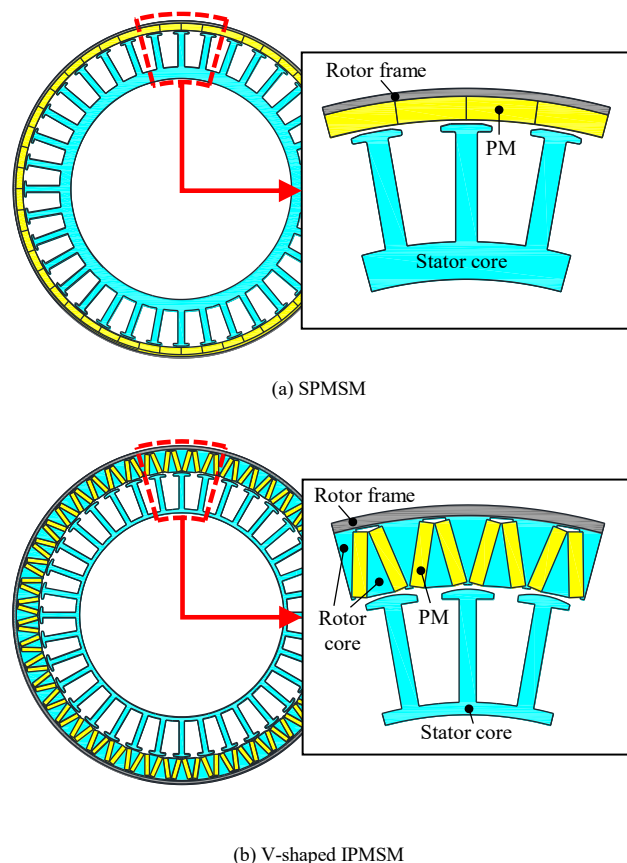 Rotor frame
PM
Stator core
(a) SPMSM
Rotor frame
Rotor
core
PM
Stator core
(b) V-shaped IPMSM